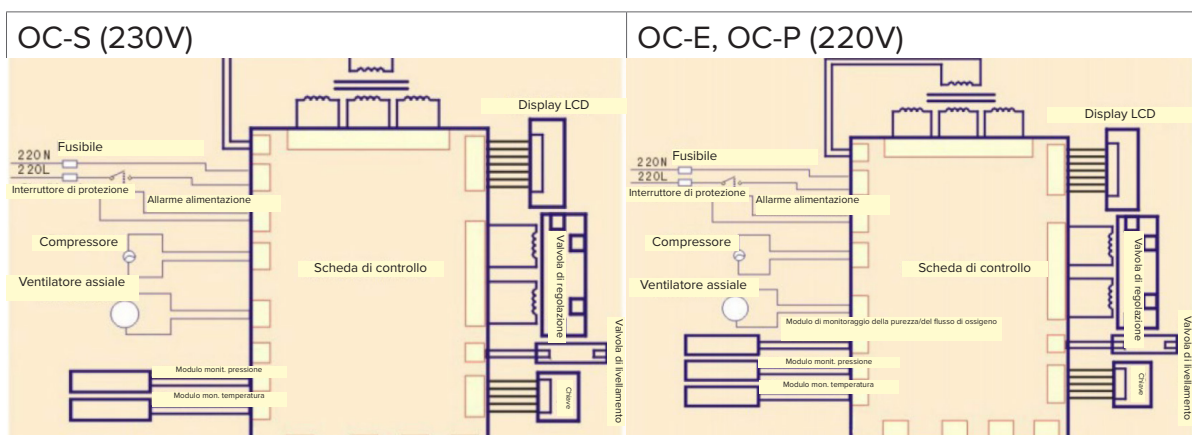 OC-S (230V)
Display LCD
Fusibile
220N
220L
Interruttore di protezione
Allarme alimentazione
Compressore
Scheda di controllo
Ventilatore assiale
Valvola di regolazione
Valvola di livellamento
Modulo monit. pressione
Modulo mon. temperatura
Chiave
OC-E, OC-P (220V)
Display LCD
Fusibile
220N
220L
Interruttore di protezione
Allarme alimentazione
Compressore
Scheda di controllo
Ventilatore assiale
Valvola di regolazione
Modulo di monitoraggio della purezza/del flusso di ossigeno
Valvola di livellamento
Modulo monit. pressione
Modulo mon. temperatura
Chiave